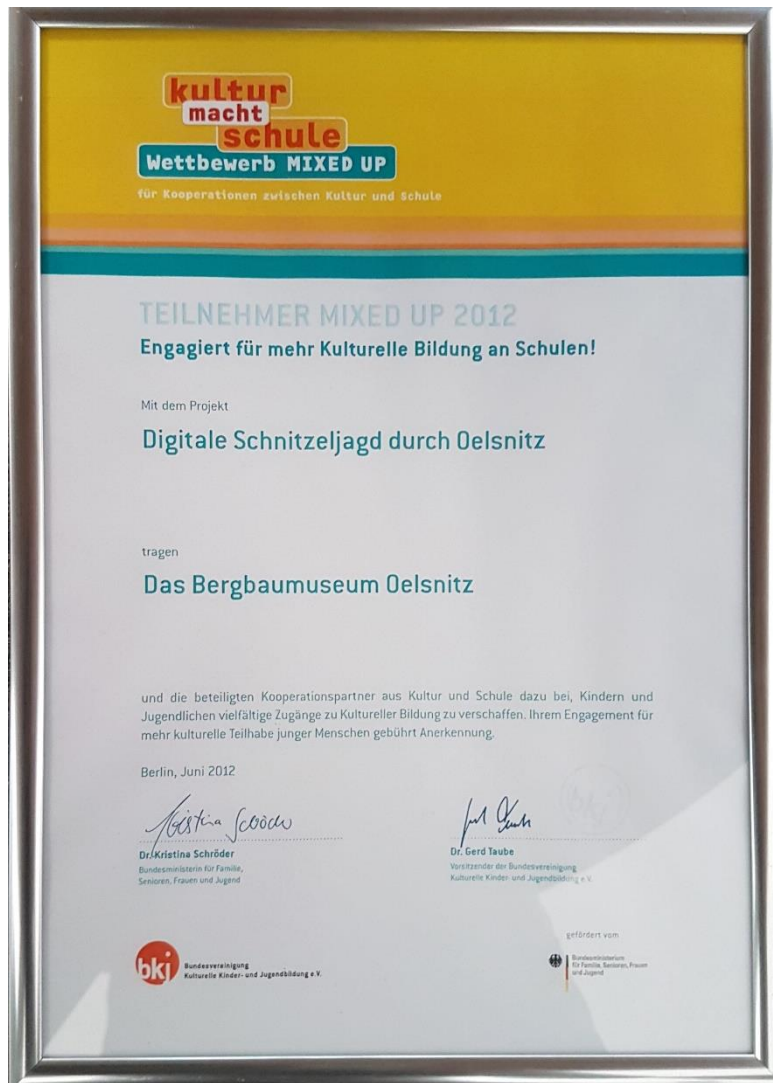 kultur
macht
schule
Wettbewerb MIXED UP
für Kooperationen zwischen Kultur und Schule
TEILNEHMER MIXED UP 2012
Engagiert für mehr Kulturelle Bildung an Schulen!
Mit dem Projekt
Digitale Schnitzeljagd durch Oelsnitz
tragen
Das Bergbaumuseum Oelsnitz
und die beteiligten Kooperationspartner aus Kultur und Schule dazu bei, Kindern und
Jugendlichen vielfältige Zugänge zu Kultureller Bildung zu verschaffen. Ihrem Engagement für
mehr kulturelle Teilhabe junger Menschen gebührt Anerkennung.
Berlin, Juni 2012
Kristina Schröder
Dr. Kristina Schröder
Bundesministerin für Familie,
Senioren, Frauen und Jugend
Dr. Gerd Taube
Vorsitzender der Bundesvereinigung
Kulturelle Kinder- und Jugendbildung e.V.
bkj
Bundesvereinigung
Kulturelle Kinder- und Jugendbildung e.V.
gefördert vom
Bundesministerium
für Familie, Senioren, Frauen
und Jugend